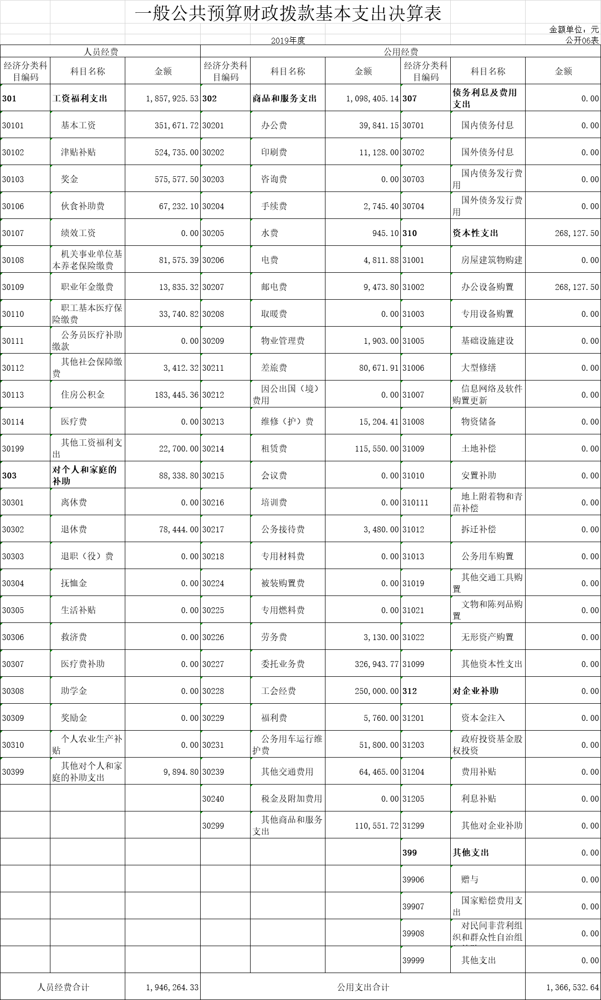 一般公共预算财政拨款基本支出决算表
金额单位：元
2019年度 公开06表
人员经费 公用经费
经济分类科目编码 科目名称 金额 经济分类科目编码 科目名称 金额 经济分类科目编码 科目名称 金额
301 工资福利支出 1,857,925.53 302 商品和服务支出 1,098,405.14 307 债务利息及费用支出 0.00
30101 基本工资 351,671.72 30201 办公费 39,841.15 30701 国内债务付息 0.00
30102 津贴补贴 524,735.00 30202 印刷费 11,128.00 30702 国外债务付息 0.00
30103 奖金 575,577.50 30203 咨询费 0.00 30703 国内债务发行费用 0.00
30106 伙食补助费 67,232.10 30204 手续费 2,745.40 30704 国外债务发行费用 0.00
30107 绩效工资 0.00 30205 水费 945.10 310 资本性支出 268,127.50
30108 机关事业单位基本养老保险缴费 81,575.39 30206 电费 4,811.88 31001 房屋建筑物购建 0.00
30109 职业年金缴费 13,835.32 30207 邮电费 9,473.80 31002 办公设备购置 268,127.50
30110 职工基本医疗保险缴费 33,740.82 30208 取暖费 0.00 31003 专用设备购置 0.00
30111 公务员医疗补助缴款 0.00 30209 物业管理费 1,903.00 31005 基础设施建设 0.00
30112 其他社会保障缴费 3,412.32 30211 差旅费 80,671.91 31006 大型修缮 0.00
30113 住房公积金 183,445.36 30212 因公出国（境）费用 0.00 31007 信息网络及软件购置更新 0.00
30114 医疗费 0.00 30213 维修（护）费 15,204.41 31008 物资储备 0.00
30199 其他工资福利支出 22,700.00 30214 租赁费 115,550.00 31009 土地补偿 0.00
303 对个人和家庭的补助 88,338.80 30215 会议费 0.00 31010 安置补助 0.00
30301 离休费 0.00 30216 培训费 0.00 310111 地上附着物和青苗补偿 0.00
30302 退休费 78,444.00 30217 公务接待费 3,480.00 31012 拆迁补偿 0.00
30303 退职（役）费 0.00 30218 专用材料费 0.00 31013 公务用车购置 0.00
30304 抚恤金 0.00 30224 被装购置费 0.00 31019 其他交通工具购置 0.00
30305 生活补贴 0.00 30225 专用燃料费 0.00 31021 文物和陈列品购置 0.00
30306 救济费 0.00 30226 劳务费 3,130.00 31022 无形资产购置 0.00
30307 医疗费补助 0.00 30227 委托业务费 326,943.77 31099 其他资本性支出 0.00
30308 助学金 0.00 30228 工会经费 250,000.00 312 对企业补助 0.00
30309 奖励金 0.00 30229 福利费 5,760.00 31201 资本金注入 0.00
30310 个人农业生产补贴 0.00 30231 公务用车运行维护费 51,800.00 31203 政府投资基金股权投资 0.00
30399 其他对个人和家庭的补助支出 9,894.80 30239 其他交通费用 64,465.00 31204 费用补贴 0.00
30240 税金及附加费用 0.00 31205 利息补贴 0.00
30299 其他商品和服务支出 110,551.72 31299 其他对企业补助 0.00
399 其他支出 0.00
39906 赠与 0.00
39907 国家赔偿费用支出 0.00
39908 对民间非营利组织和群众性自治组 0.00
39999 其他支出 0.00
人员经费合计 1,946,264.33 公用支出合计 1,366,532.64